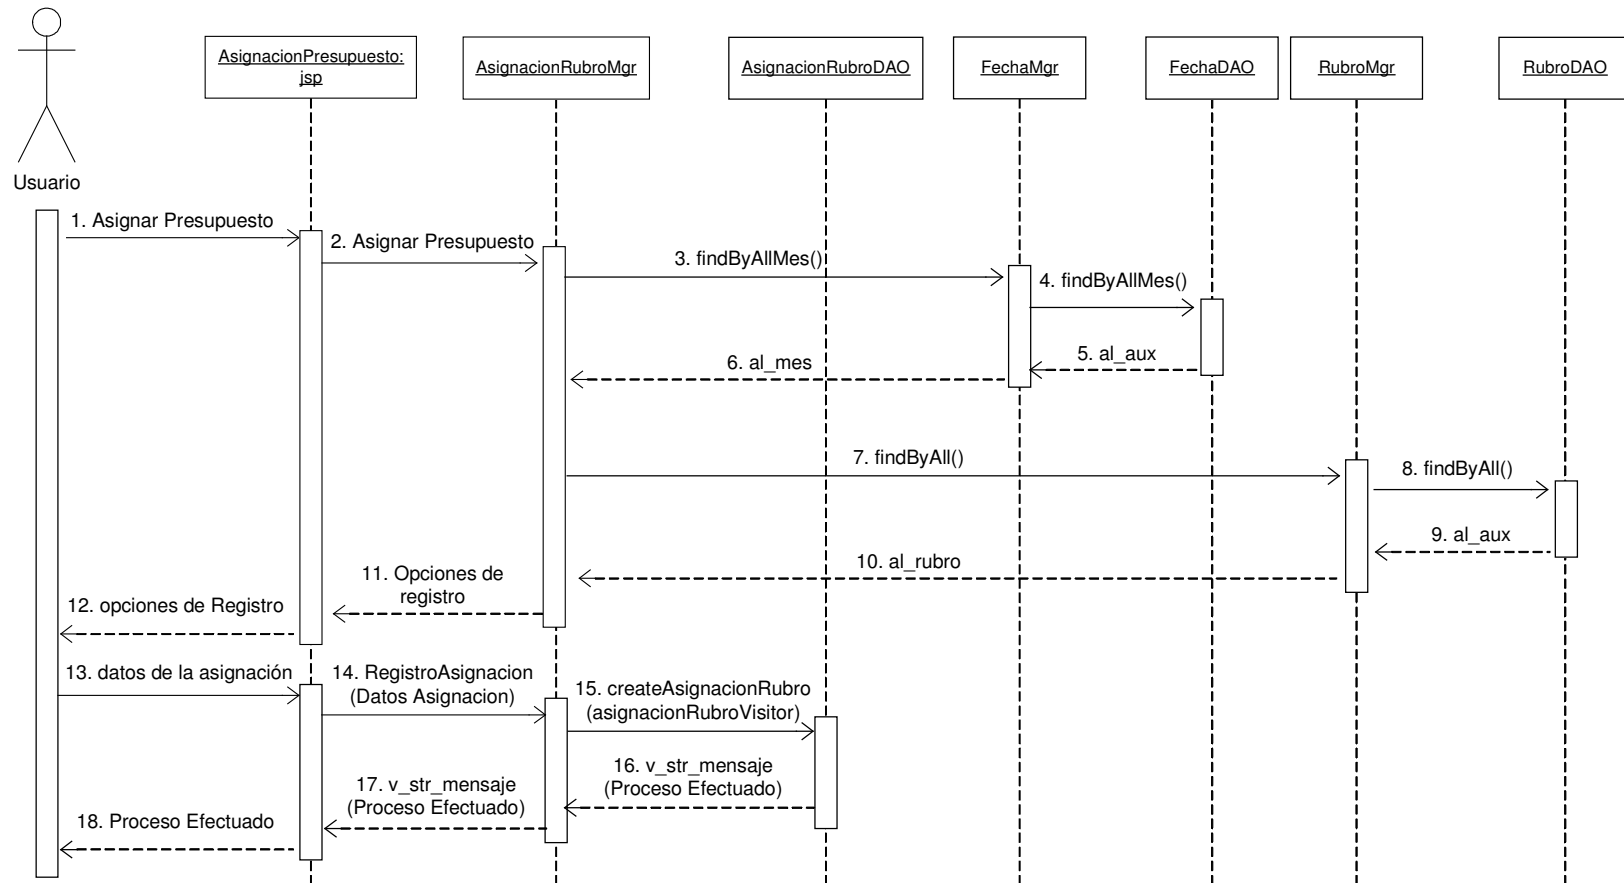 AsignacionPresupuesto:
jsp
AsignacionRubroMgr
AsignacionRubroDAO
FechaMgr
FechaDAO
RubroMgr
RubroDAO
Usuario
1. Asignar Presupuesto
2. Asignar Presupuesto
3. findByAllMes()
4. findByAllMes()
5. al_aux
6. al_mes
7. findByAll()
8. findByAll()
9. al_aux
10. al_rubro
11. Opciones de
registro
12. opciones de Registro
13. datos de la asignación
14. RegistroAsignacion
(Datos Asignacion)
15. createAsignacionRubro
(asignacionRubroVisitor)
16. v_str_mensaje
(Proceso Efectuado)
17. v_str_mensaje
(Proceso Efectuado)
18. Proceso Efectuado